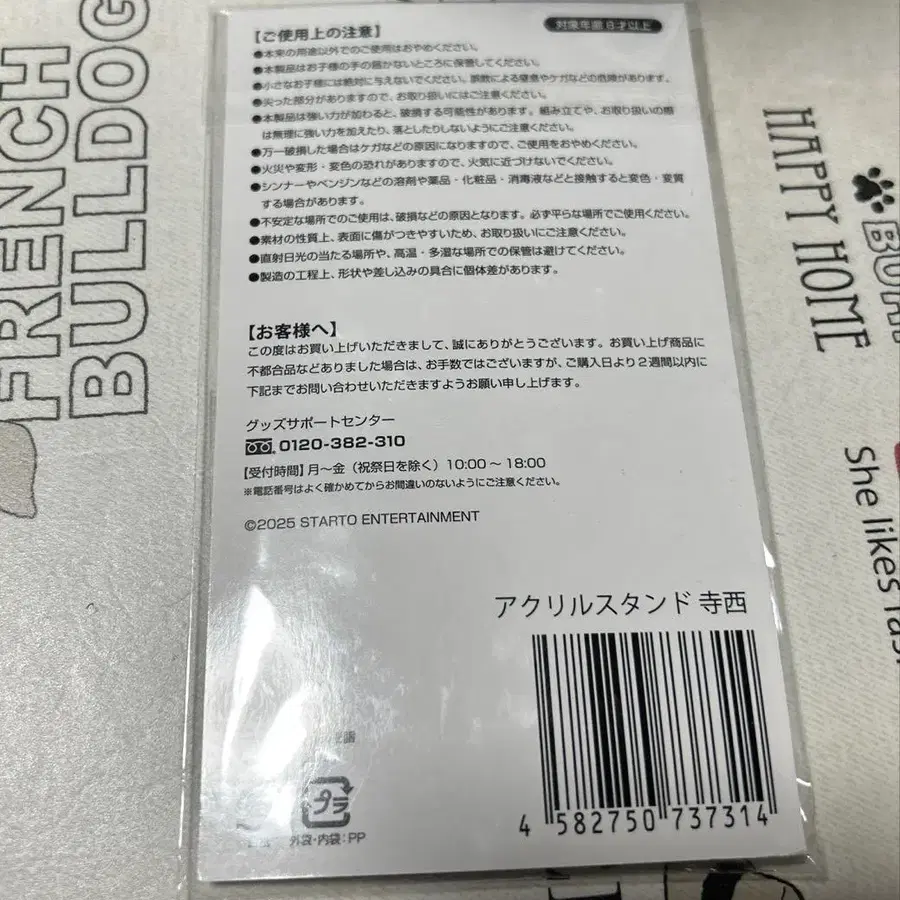 【ご使用上の注意】
対象年齢 8才以上
●本来の用途以外でのご使用はおやめください。
●本製品はお子様の手の届かないところに保管してください。
●小さなお子様には絶対に与えないでください。誤飲による窒息やケガなどの危険があります。
●尖った部分がありますので、お取り扱いにはご注意ください。
●本製品は強い力が加わると、破損する可能性があります。組み立てや、お取り扱いの際
は無理に強い力を加えたり、落としたりしないようにご注意ください。
●万一破損した場合はケガなどの原因になりますので、ご使用をおやめください。
●火災や変形・変色の恐れがありますので、火気に近づけないでください。
●シンナーやベンジンなどの溶剤や薬品・化粧品・消毒液などと接触すると変色・変質
する場合があります。
●不安定な場所でのご使用は、破損などの原因となります。必ず平らな場所でご使用ください。
●素材の性質上、表面に傷がつきやすいため、お取り扱いにご注意ください。
●直射日光の当たる場所や、高温・多湿な場所での保管は避けてください。
●製造の工程上、形状や差し込みの具合に個体差があります。
【お客様へ】
この度はお買い上げいただきまして、誠にありがとうございます。お買い上げ商品に
不都合品などありました場合は、お手数ではございますが、ご購入日より2週間以内に
下記までお問い合わせいただきますようお願い申し上げます。
グッズサポートセンター
0120-382-310
【受付時間】月〜金（祝祭日を除く）10:00〜18:00
※電話番号はよく確かめてからお間違いのないようにご注意ください。
©2025 STARTO ENTERTAINMENT
アクリルスタンド 寺西
4 582750 737314
プラ
外袋・内袋:PP
FRENCH
BULLDOG
HAPPY HOME
She likes